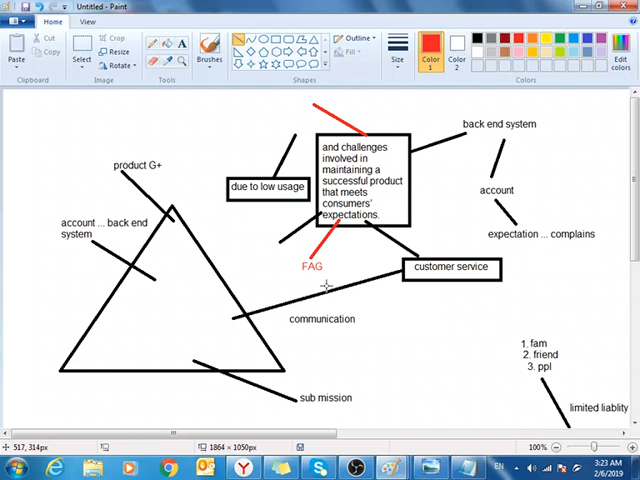 Untitled - Paint
Home
View
Paste
Cut
Copy
Clipboard
Select
Crop
Resize
Rotate
Image
Tools
Brushes
Shapes
Outline
Fill
Size
Color 1
Color 2
Colors
Edit colors
back end system
and challenges
involved in
maintaining a
successful product
that meets
consumers'
expectations.
product G+
due to low usage
account
account ... back end
system
expectation ... complains
FAG
customer service
communication
1. fam
2. friend
3. ppl
sub mission
limited liablity
517, 314px
1864 × 1050px
100%
EN
3:23 AM
2/6/2019